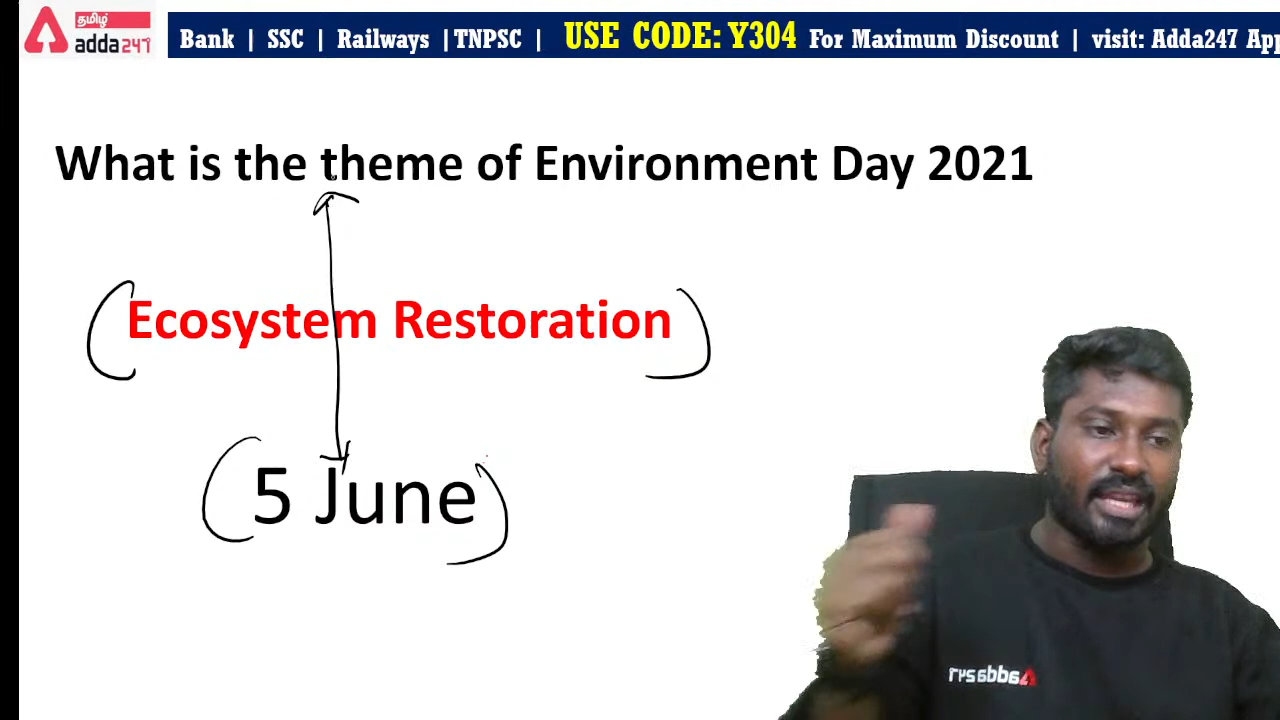 தமிழ்
adda247
Bank | SSC | Railways |TNPSC | USE CODE: Y304 For Maximum Discount | visit: Adda247 App
What is the theme of Environment Day 2021
Ecosystem Restoration
5 June
adda247